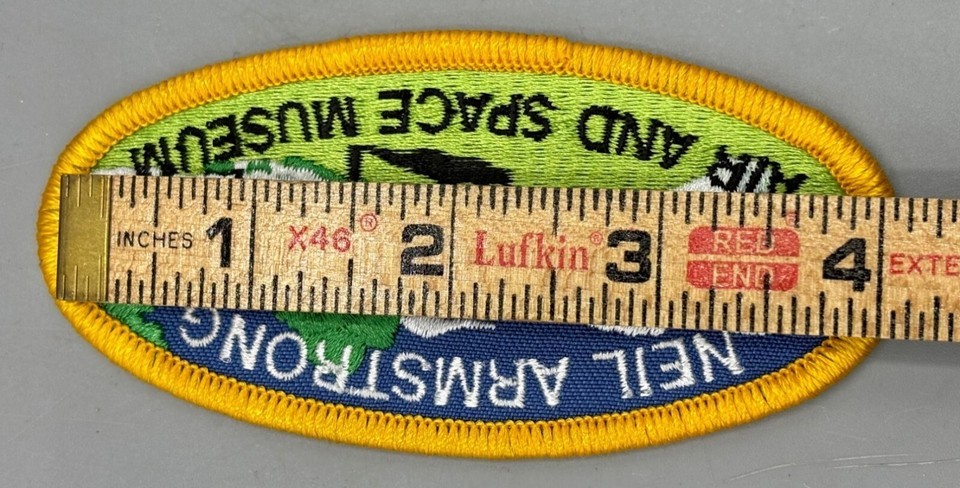 AIR AND SPACE MUSEUM
INCHES 1 X46® 2 Lufkin® 3 RED END 4 EXTE
NEIL ARMSTRONG